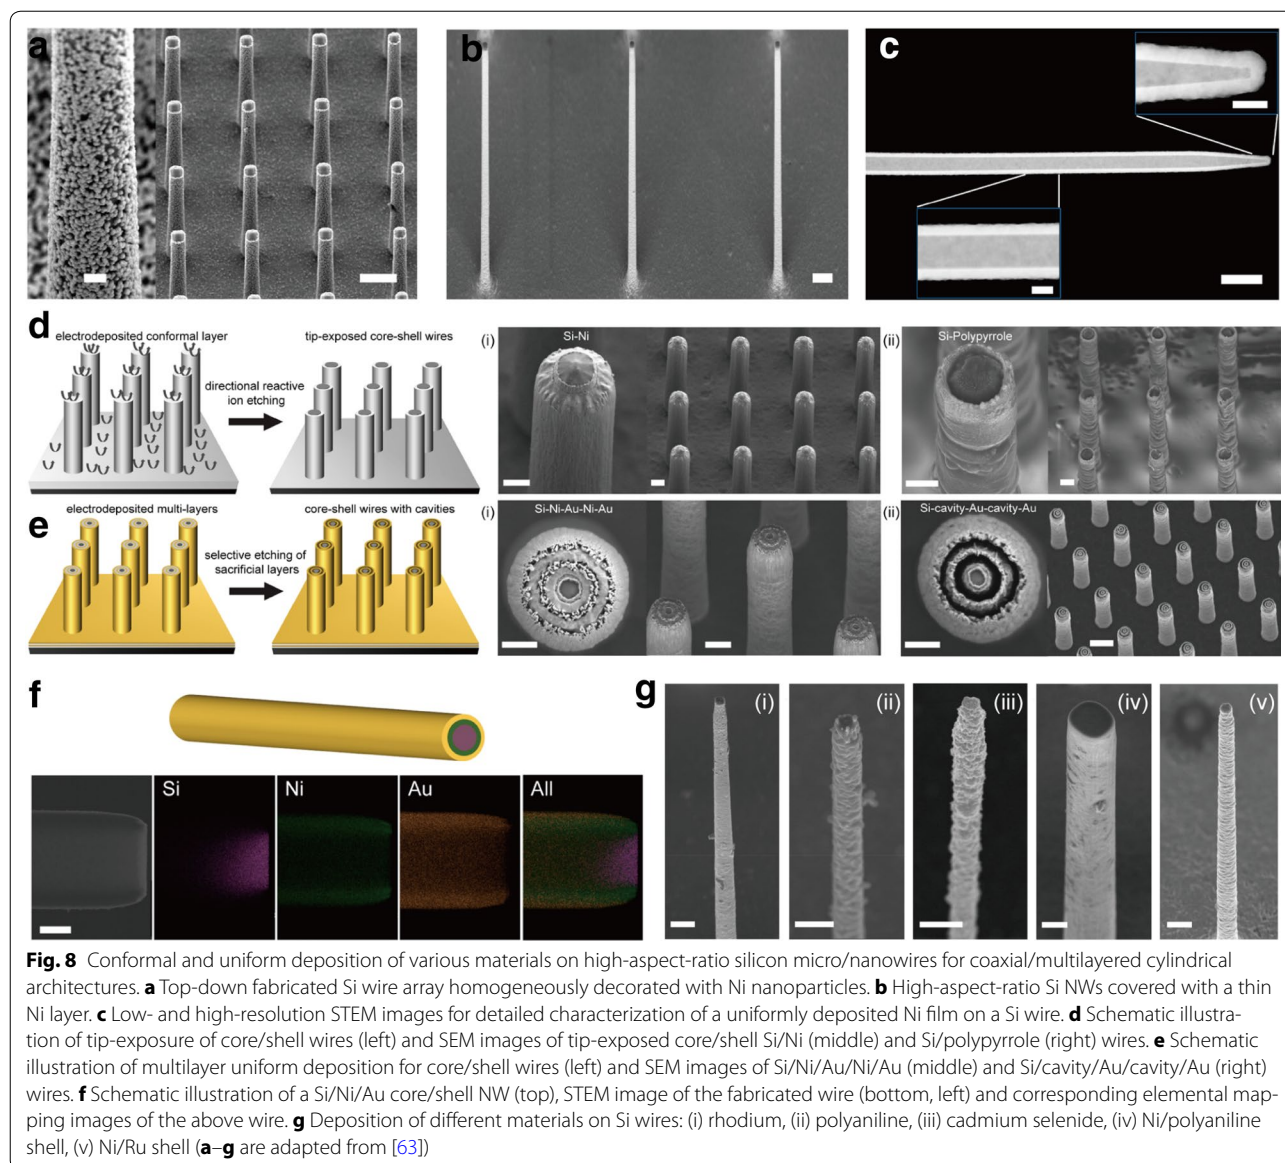 a
b
c
d
electrodeposited conformal layer
tip-exposed core-shell wires
directional reactive
ion etching
(i)
Si-Ni
(ii)
Si-Polypyrrole
e
electrodeposited multi-layers
core-shell wires with cavities
selective etching of
sacrificial layers
(i)
Si-Ni-Au-Ni-Au
(ii)
Si-cavity-Au-cavity-Au
f
Si
Ni
Au
All
g
(i)
(ii)
(iii)
(iv)
(v)
Fig. 8 Conformal and uniform deposition of various materials on high-aspect-ratio silicon micro/nanowires for coaxial/multilayered cylindrical
architectures. a Top-down fabricated Si wire array homogeneously decorated with Ni nanoparticles. b High-aspect-ratio Si NWs covered with a thin
Ni layer. c Low- and high-resolution STEM images for detailed characterization of a uniformly deposited Ni film on a Si wire. d Schematic illustra-
tion of tip-exposure of core/shell wires (left) and SEM images of tip-exposed core/shell Si/Ni (middle) and Si/polypyrrole (right) wires. e Schematic
illustration of multilayer uniform deposition for core/shell wires (left) and SEM images of Si/Ni/Au/Ni/Au (middle) and Si/cavity/Au/cavity/Au (right)
wires. f Schematic illustration of a Si/Ni/Au core/shell NW (top), STEM image of the fabricated wire (bottom, left) and corresponding elemental map-
ping images of the above wire. g Deposition of different materials on Si wires: (i) rhodium, (ii) polyaniline, (iii) cadmium selenide, (iv) Ni/polyaniline
shell, (v) Ni/Ru shell (a–g are adapted from [63])